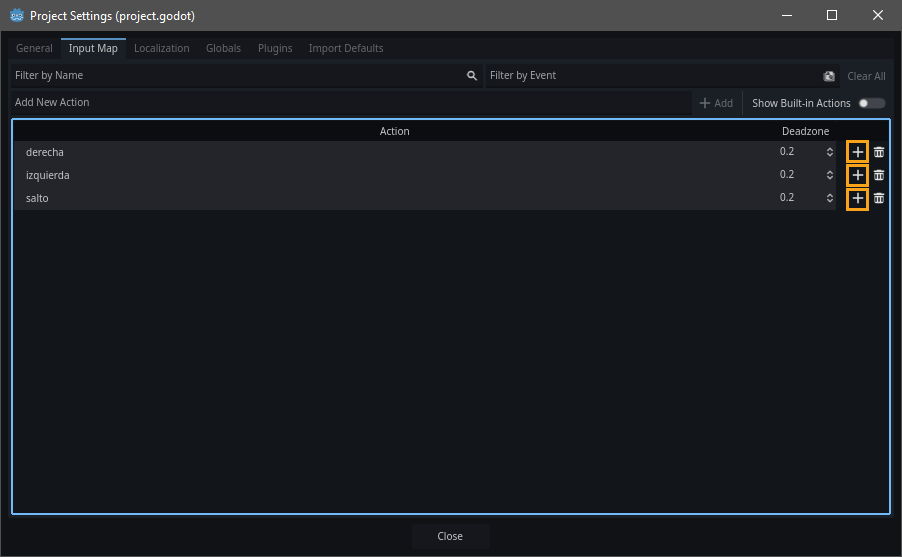 Project Settings (project.godot)
General Input Map Localization Globals Plugins Import Defaults
Filter by Name Filter by Event Clear All
Add New Action + Add Show Built-in Actions
Action Deadzone
derecha 0.2
izquierda 0.2
salto 0.2
Close